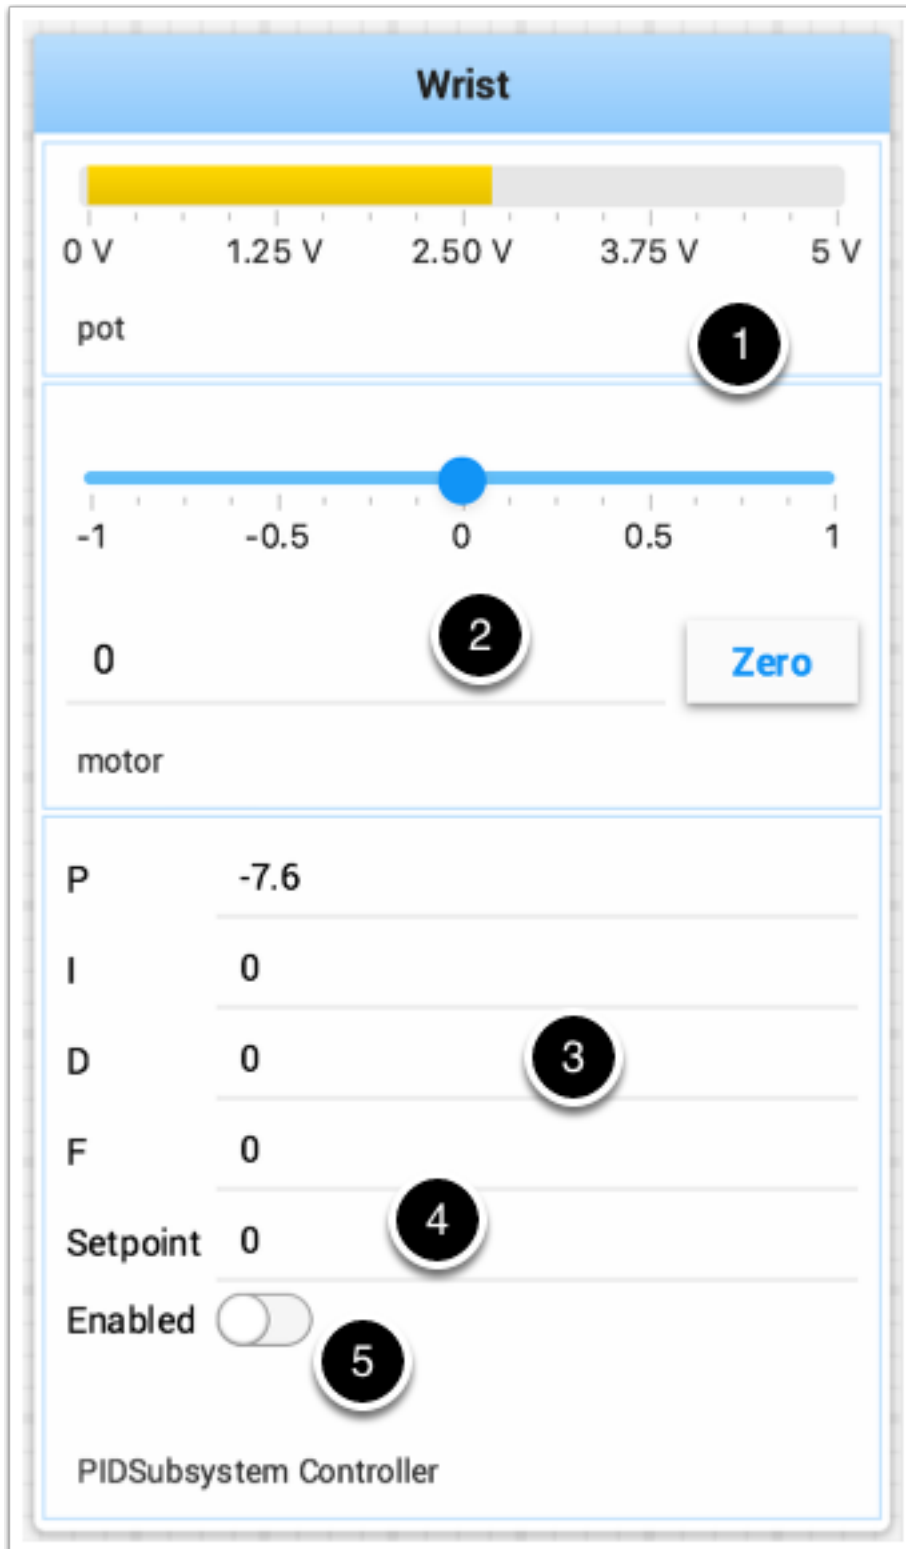 Wrist
0 V 1.25 V 2.50 V 3.75 V 5 V
pot
1
-1 -0.5 0 0.5 1
2
0 Zero
motor
P -7.6
I 0
D 0
3
F 0
4
Setpoint 0
Enabled
5
PIDSubsystem Controller